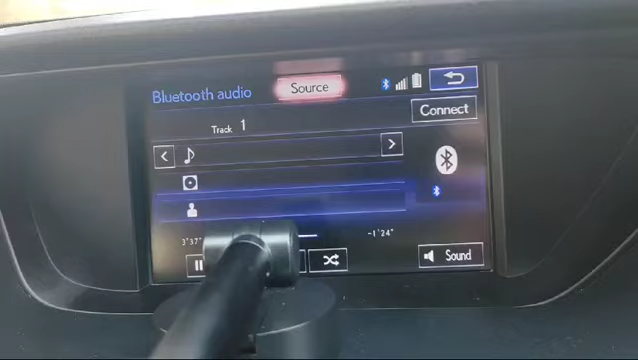 Bluetooth audio
Source
Connect
Track 1
3'37"
-1'24"
Sound